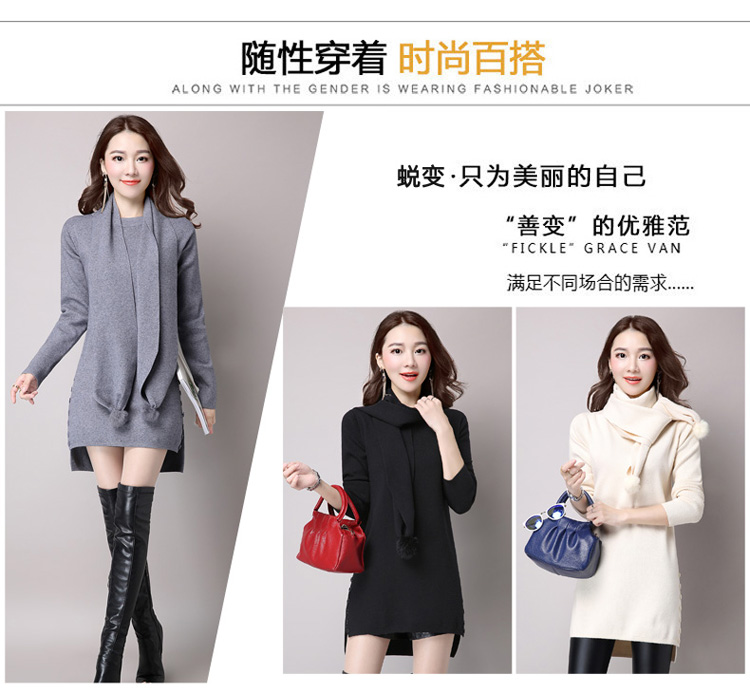 随性穿着 时尚百搭
ALONG WITH THE GENDER IS WEARING FASHIONABLE JOKER
蜕变·只为美丽的自己
“善变”的优雅范
“FICKLE” GRACE VAN
满足不同场合的需求......